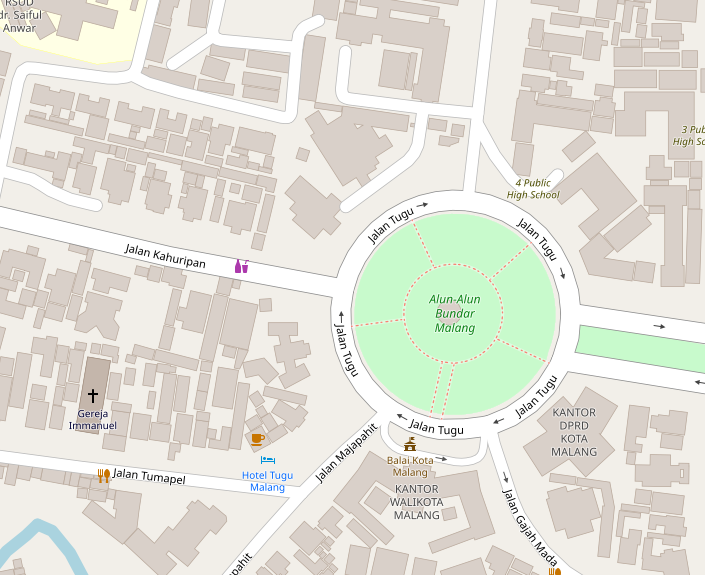 RSUD
dr. Saiful
Anwar
3 Pub
High Sc
4 Public
High School
Jalan Tugu
Jalan Tugu
Jalan Kahuripan
Alun-Alun
Bundar
Malang
Jalan Tugu
Jalan Tugu
Jalan Tugu
Gereja
Immanuel
KANTOR
DPRD
KOTA
MALANG
Jalan Majapahit
Balai Kota
Malang
Hotel Tugu
Malang
Jalan Tumapel
KANTOR
WALIKOTA
MALANG
Jalan Gajah Mada
apahit